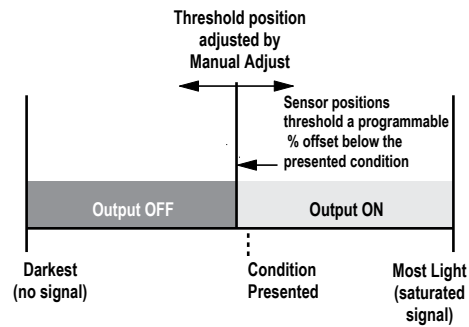 Threshold position
adjusted by
Manual Adjust
Sensor positions
threshold a programmable
% offset below the
presented condition
Output OFF
Output ON
Darkest
(no signal)
Condition
Presented
Most Light
(saturated
signal)